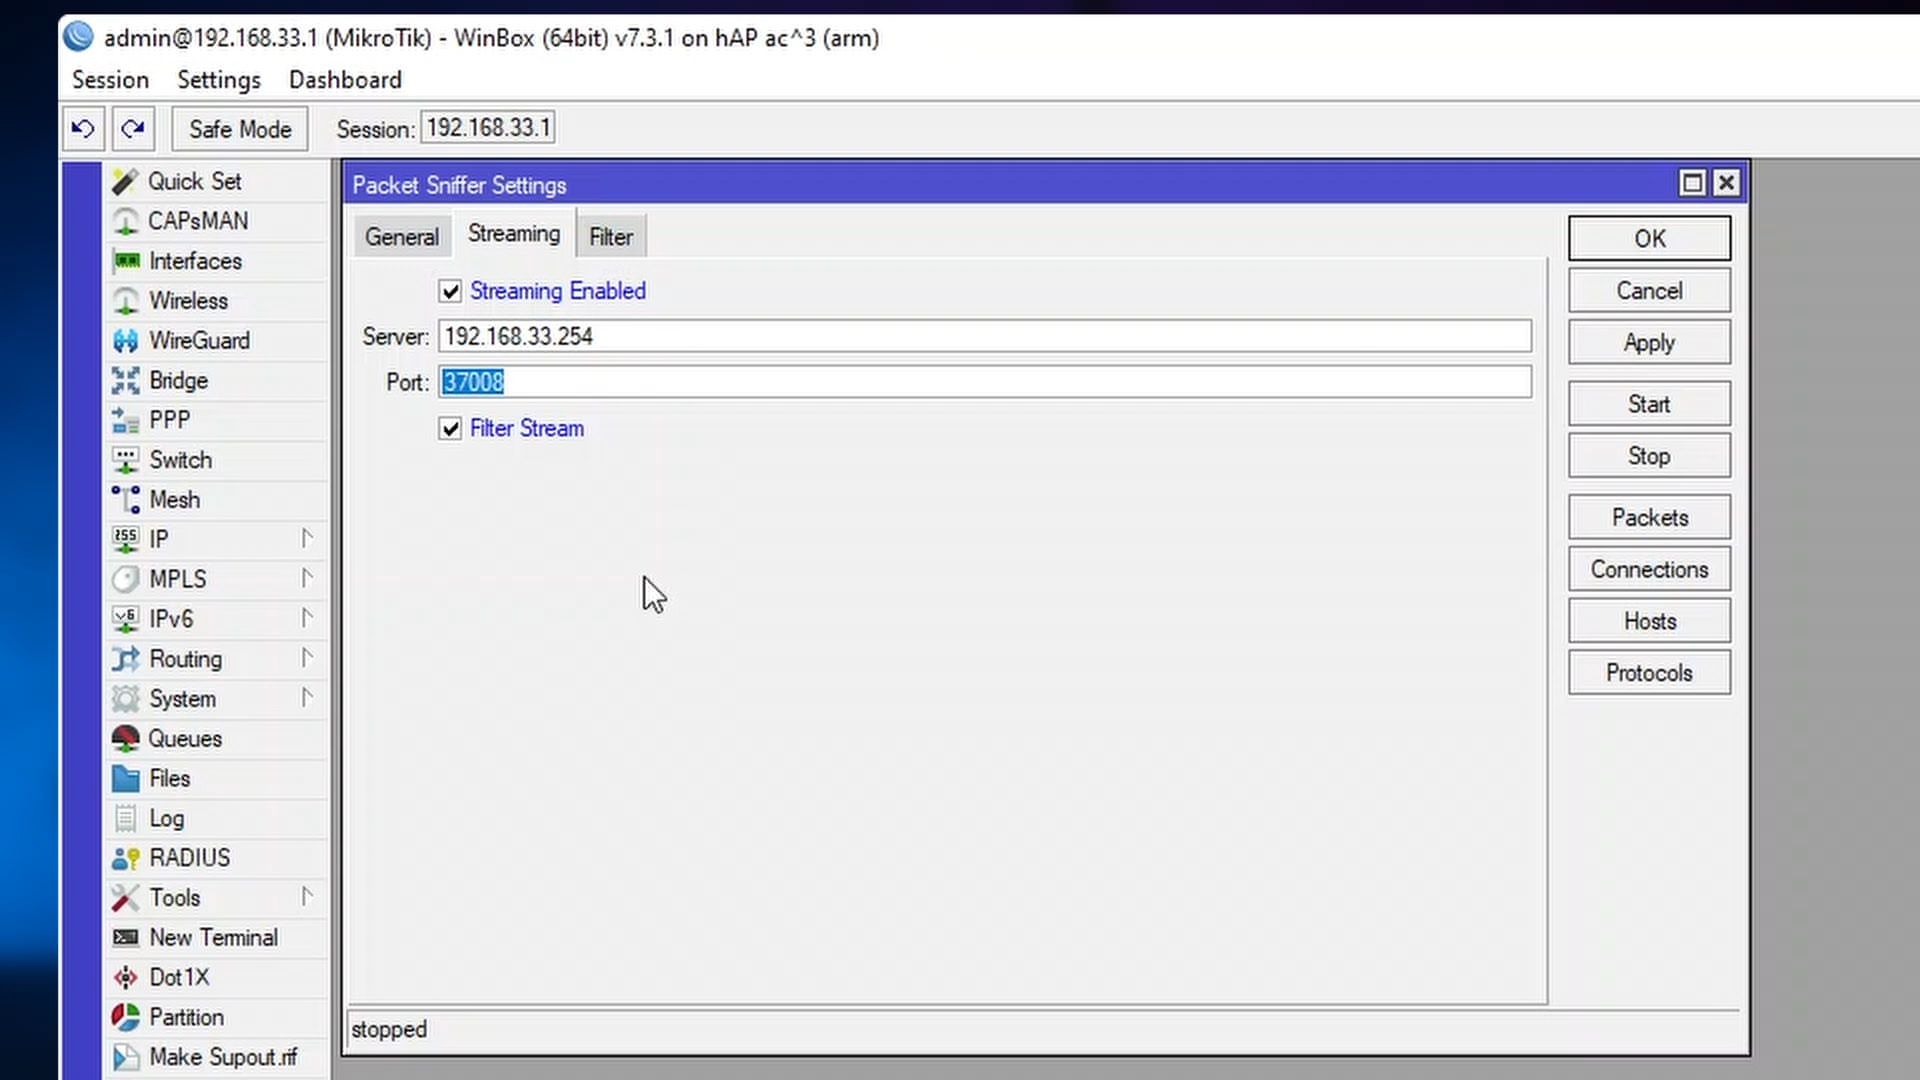 admin@192.168.33.1 (MikroTik) - WinBox (64bit) v7.3.1 on hAP ac^3 (arm)
Session Settings Dashboard
Safe Mode Session: 192.168.33.1
Quick Set
CAPsMAN
Interfaces
Wireless
WireGuard
Bridge
PPP
Switch
Mesh
255 IP
MPLS
v6 IPv6
Routing
System
Queues
Files
Log
RADIUS
Tools
New Terminal
Dot1X
Partition
Make Supout.rif
Packet Sniffer Settings
General Streaming Filter
Streaming Enabled
Server: 192.168.33.254
Port: 37008
Filter Stream
OK
Cancel
Apply
Start
Stop
Packets
Connections
Hosts
Protocols
stopped